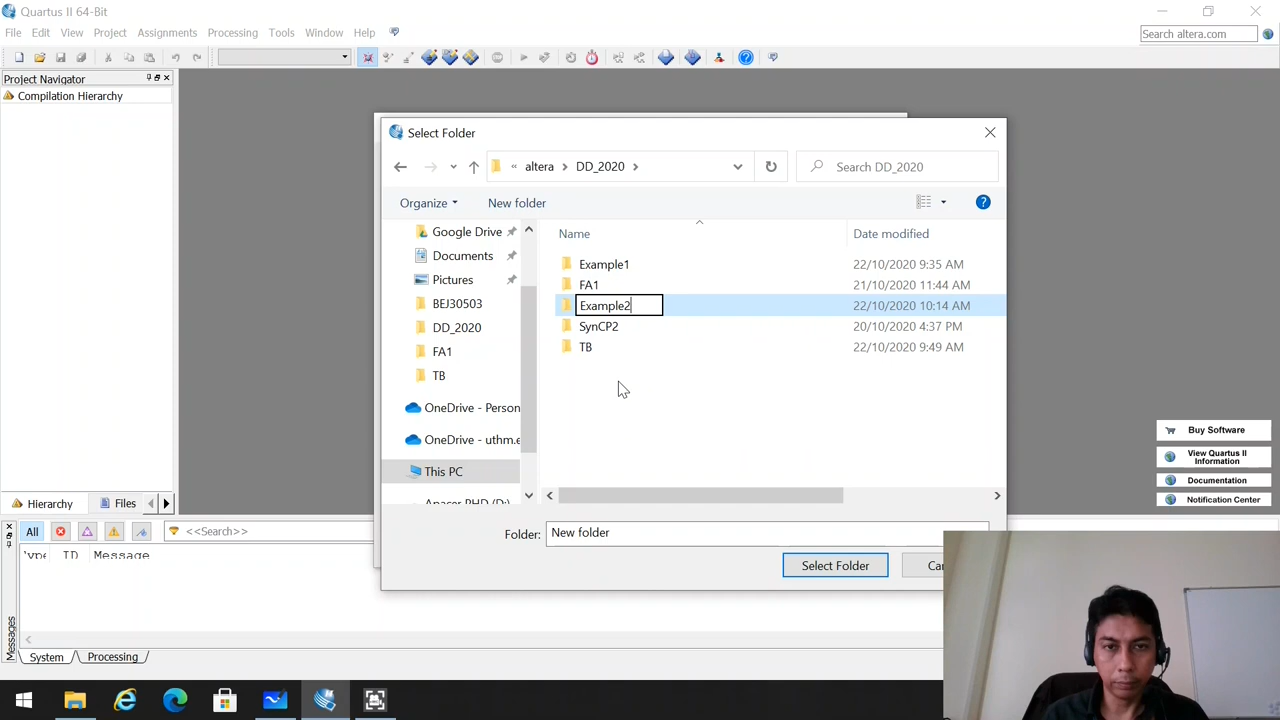 Quartus II 64-Bit
File Edit View Project Assignments Processing Tools Window Help
Search altera.com
Project Navigator
Compilation Hierarchy
Select Folder
« altera > DD_2020 >
Search DD_2020
Organize New folder
Name Date modified
Google Drive
Documents
Pictures
BEJ30503
DD_2020
FA1
TB
OneDrive - Person
OneDrive - uthm.e
This PC
Apacer PHD (D:)
Example1 22/10/2020 9:35 AM
FA1 21/10/2020 11:44 AM
Example2 22/10/2020 10:14 AM
SynCP2 20/10/2020 4:37 PM
TB 22/10/2020 9:49 AM
Folder: New folder
Select Folder Can
Buy Software
View Quartus II
Information
Documentation
Notification Center
Hierarchy Files
All <<Search>>
Type ID Message
Messages
System Processing